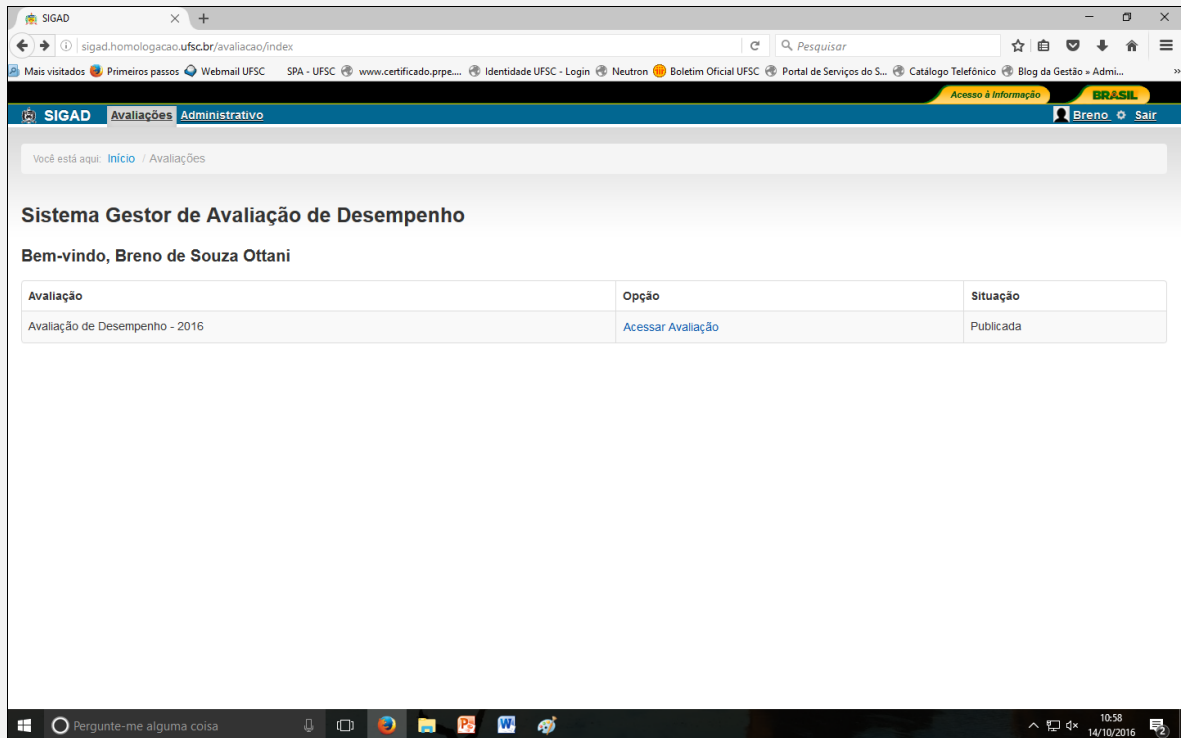 SIGAD
sigad.homologacao.ufsc.br/avaliacao/index
Pesquisar
Mais visitados Primeiros passos Webmail UFSC SPA - UFSC www.certificado.prpe.... Identidade UFSC - Login Neutron Boletim Oficial UFSC Portal de Serviços do S... Catálogo Telefônico Blog da Gestão » Admi... »
Acesso à Informação BRASIL
SIGAD Avaliações Administrativo Breno Sair
Você está aqui: Início / Avaliações
Sistema Gestor de Avaliação de Desempenho
Bem-vindo, Breno de Souza Ottani
Avaliação Opção Situação
Avaliação de Desempenho - 2016 Acessar Avaliação Publicada
Pergunte-me alguma coisa
10:58
14/10/2016